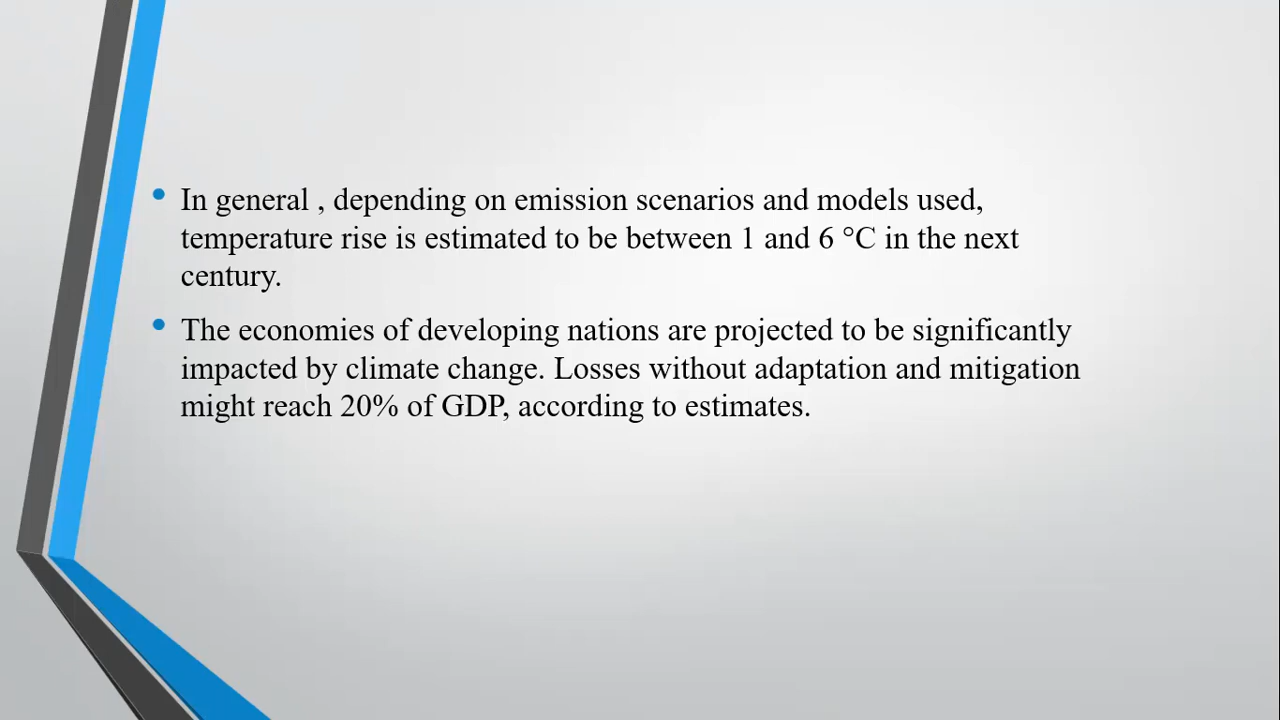 In general , depending on emission scenarios and models used,
temperature rise is estimated to be between 1 and 6 °C in the next
century.
The economies of developing nations are projected to be significantly
impacted by climate change. Losses without adaptation and mitigation
might reach 20% of GDP, according to estimates.